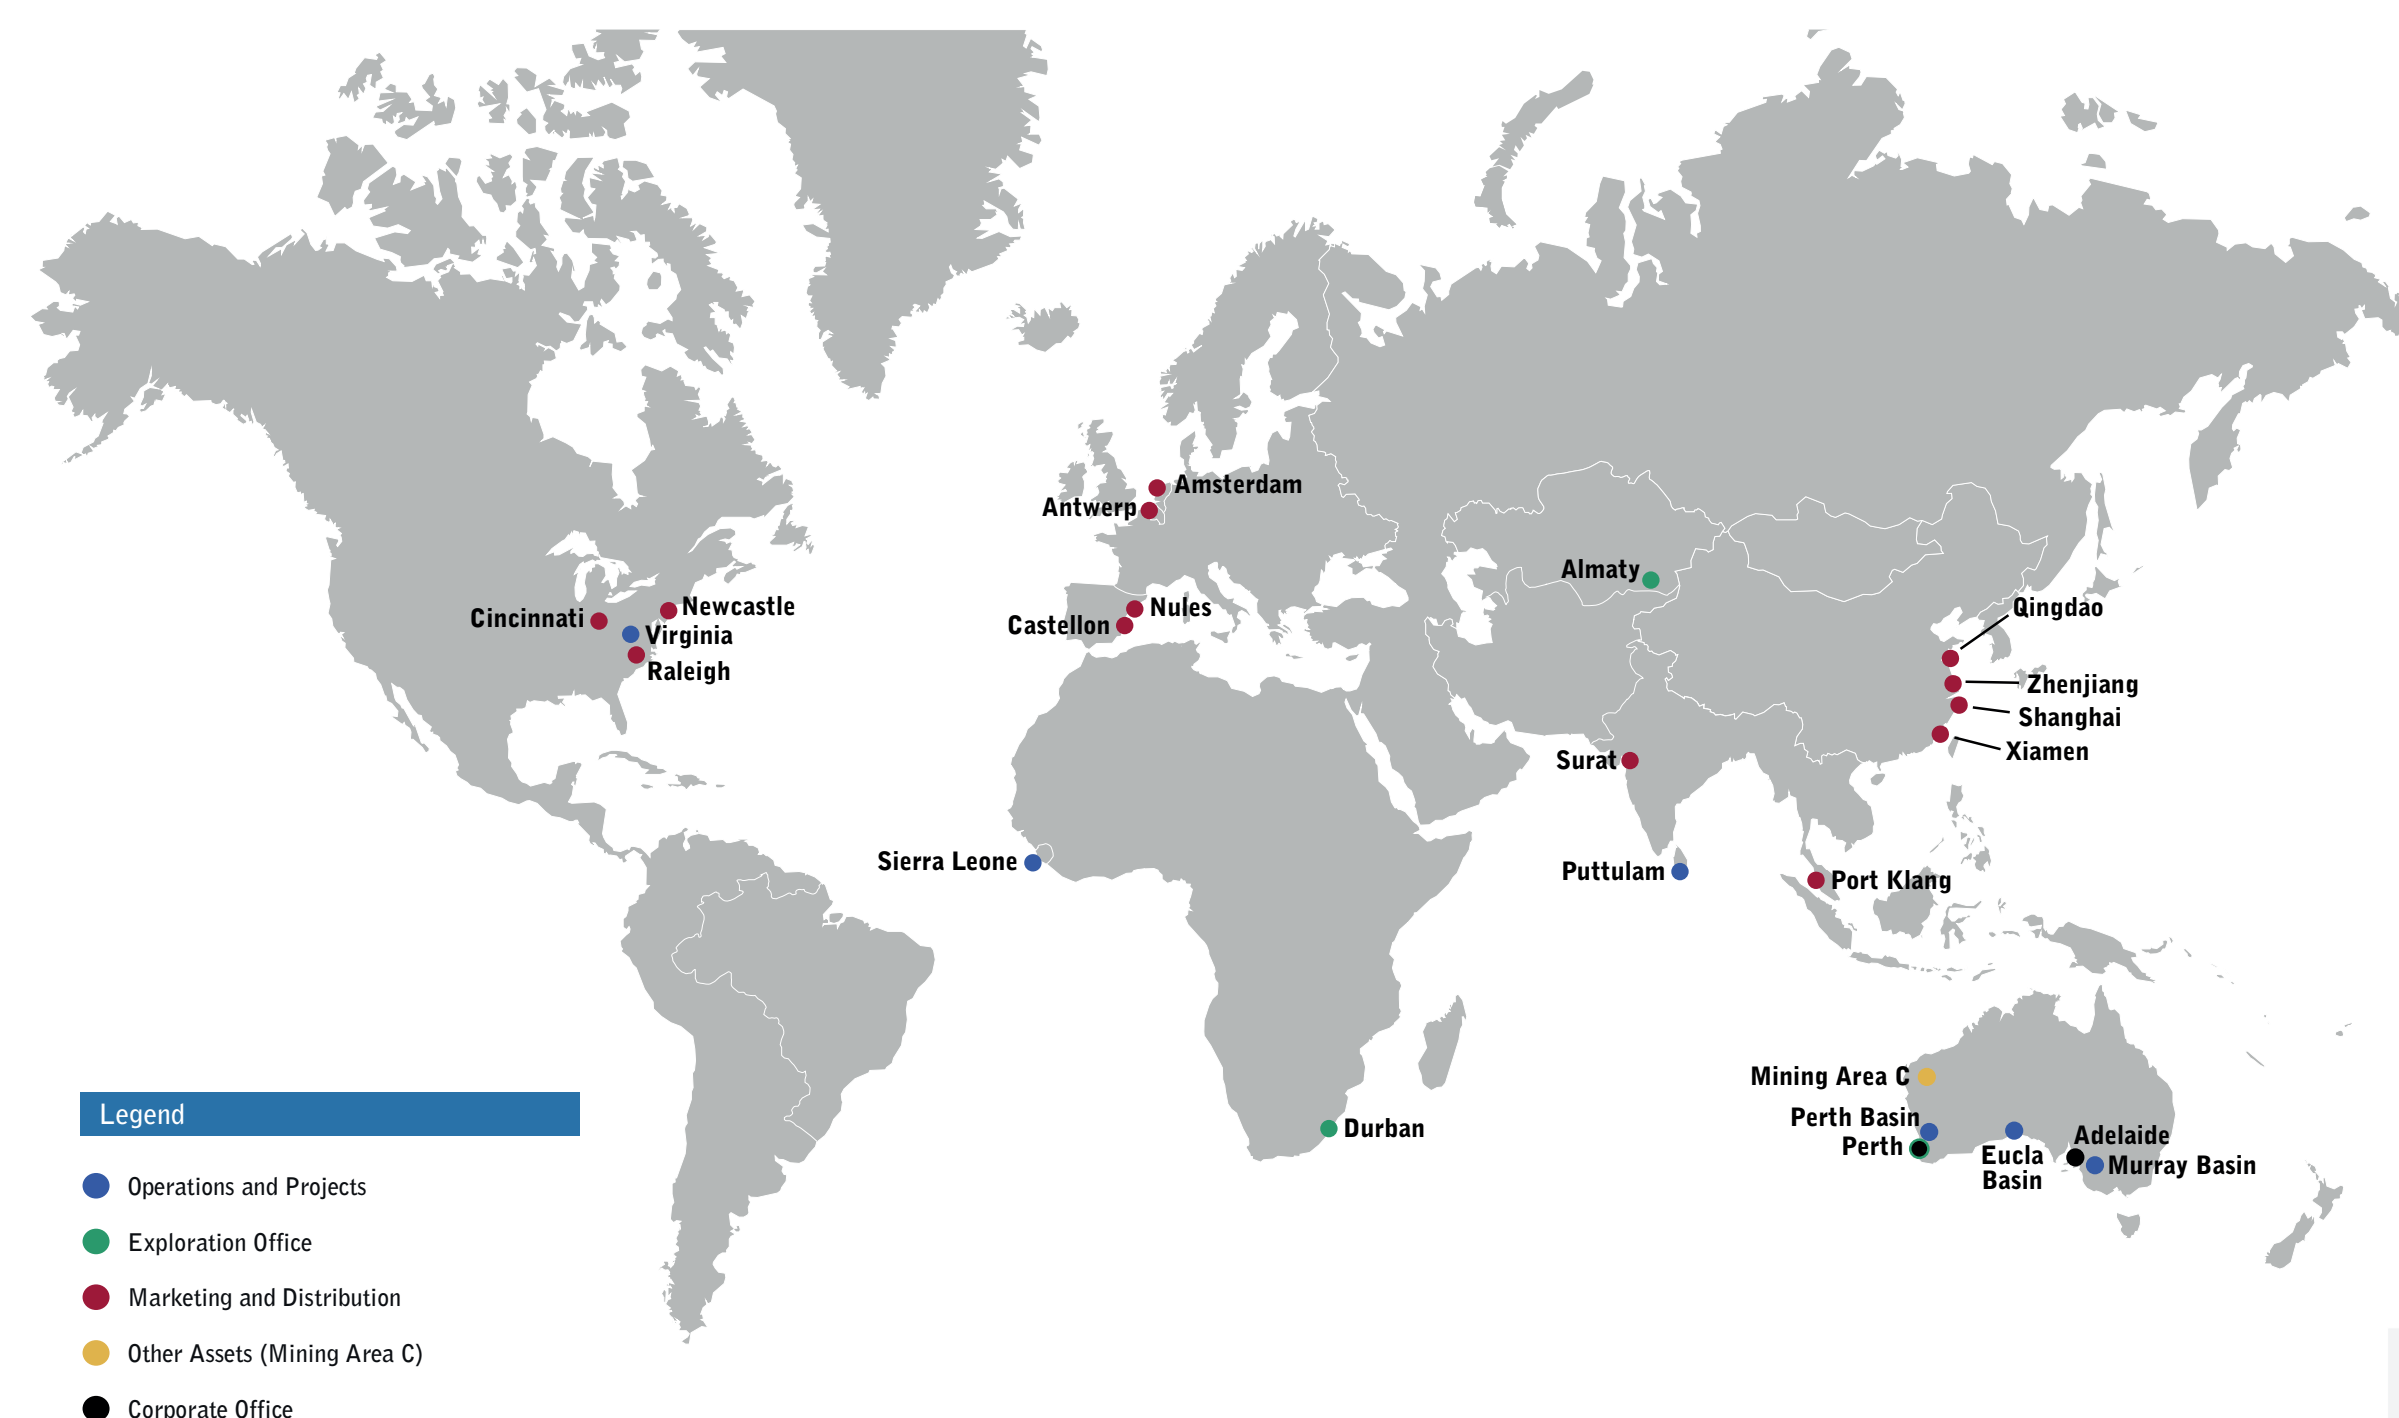 Amsterdam
Antwerp
Almaty
Cincinnati
Newcastle
Virginia
Raleigh
Nules
Castellon
Qingdao
Zhenjiang
Shanghai
Xiamen
Surat
Sierra Leone
Puttulam
Port Klang
Mining Area C
Perth Basin
Perth
Durban
Eucla
Basin
Adelaide
Murray Basin
Legend
Operations and Projects
Exploration Office
Marketing and Distribution
Other Assets (Mining Area C)
Corporate Office